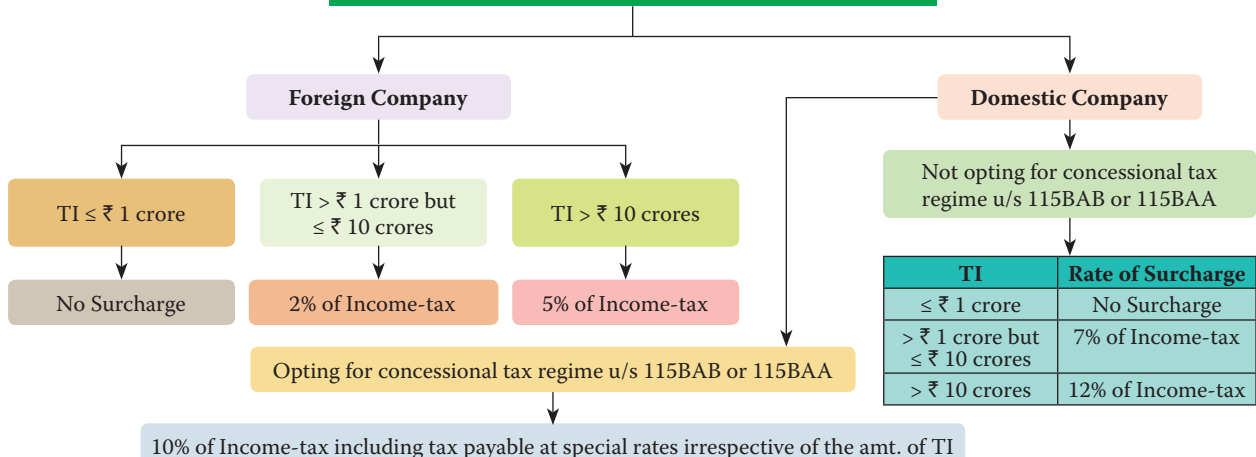 Foreign Company
Domestic Company
TI ≤ ₹ 1 crore
TI > ₹ 1 crore but
≤ ₹ 10 crores
TI > ₹ 10 crores
Not opting for concessional tax
regime u/s 115BAB or 115BAA
No Surcharge
2% of Income-tax
5% of Income-tax
TI Rate of Surcharge
≤ ₹ 1 crore No Surcharge
> ₹ 1 crore but 7% of Income-tax
≤ ₹ 10 crores
> ₹ 10 crores 12% of Income-tax
Opting for concessional tax regime u/s 115BAB or 115BAA
10% of Income-tax including tax payable at special rates irrespective of the amt. of TI